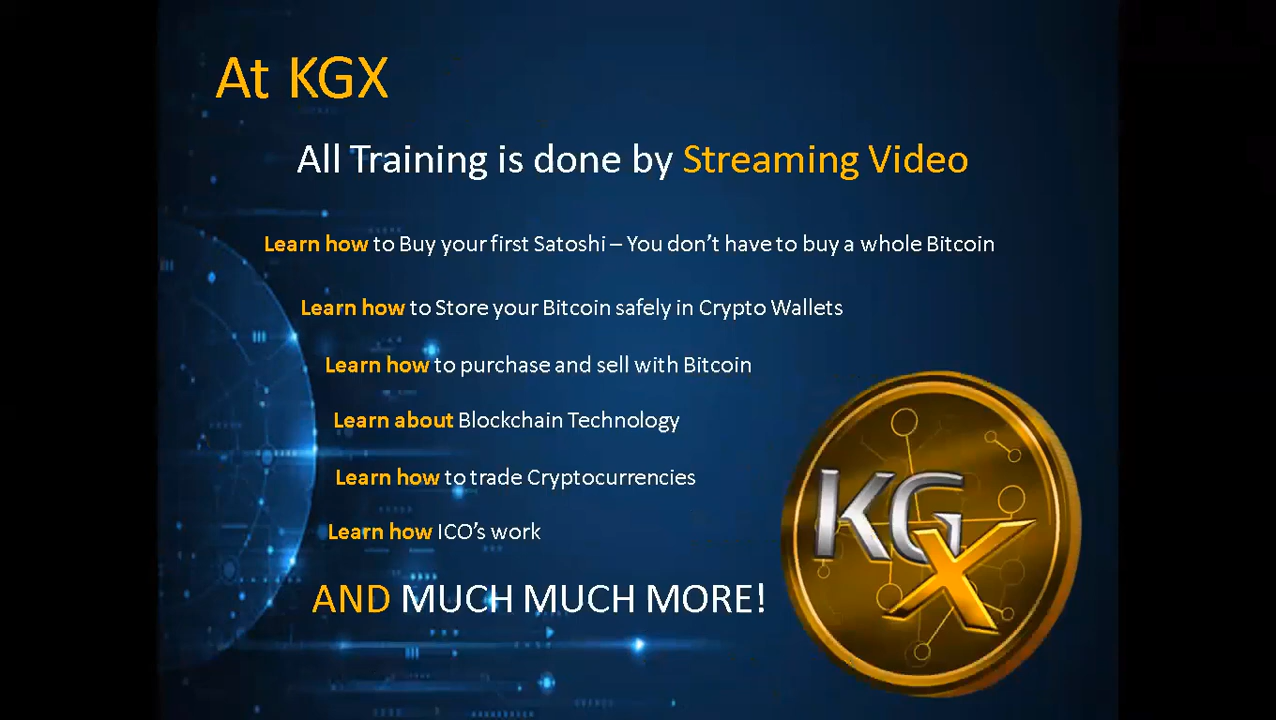 At KGX
All Training is done by Streaming Video
Learn how to Buy your first Satoshi – You don't have to buy a whole Bitcoin
Learn how to Store your Bitcoin safely in Crypto Wallets
Learn how to purchase and sell with Bitcoin
Learn about Blockchain Technology
Learn how to trade Cryptocurrencies
Learn how ICO's work
AND MUCH MUCH MORE!
KGX